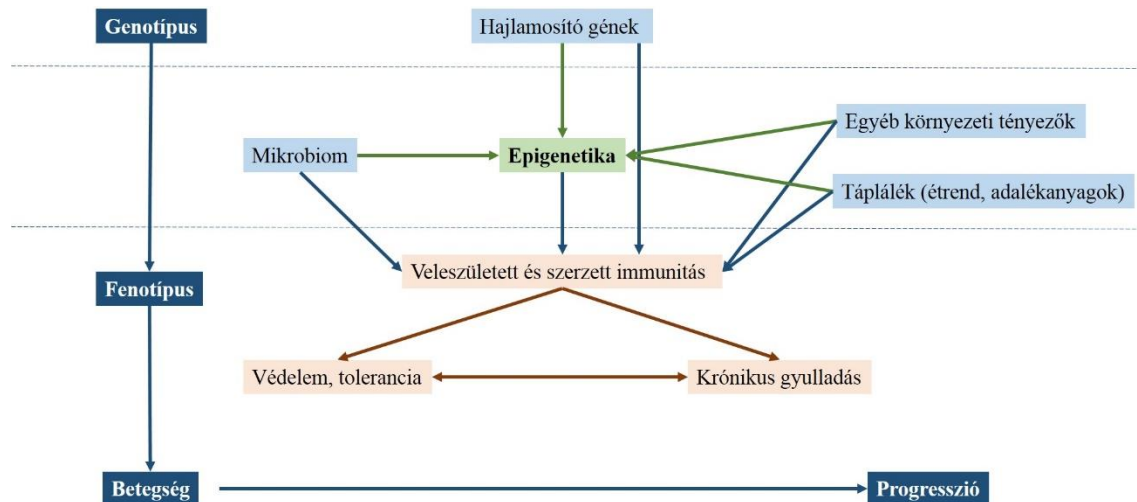 Genotípus
Hajlamosító gének
Egyéb környezeti tényezők
Mikrobiom
Epigenetika
Táplálék (étrend, adalékanyagok)
Veleszületett és szerzett immunitás
Fenotípus
Védelem, tolerancia
Krónikus gyulladás
Betegség
Progresszió